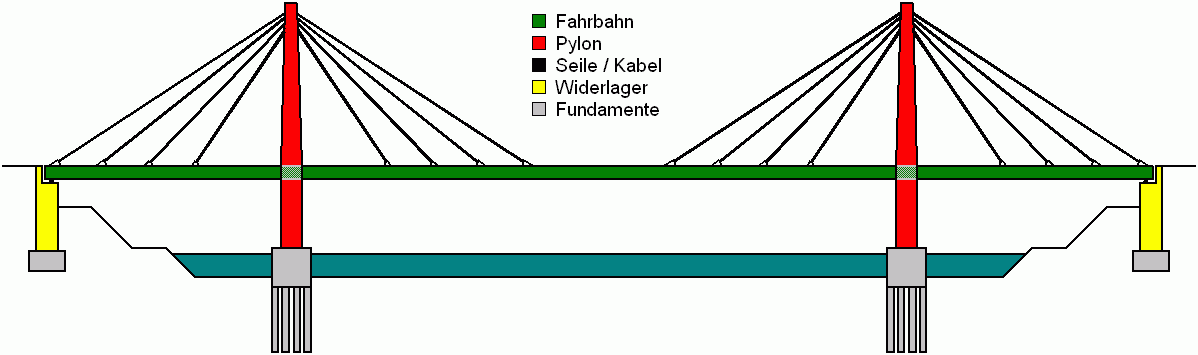 Fahrbahn
Pylon
Seile / Kabel
Widerlager
Fundamente